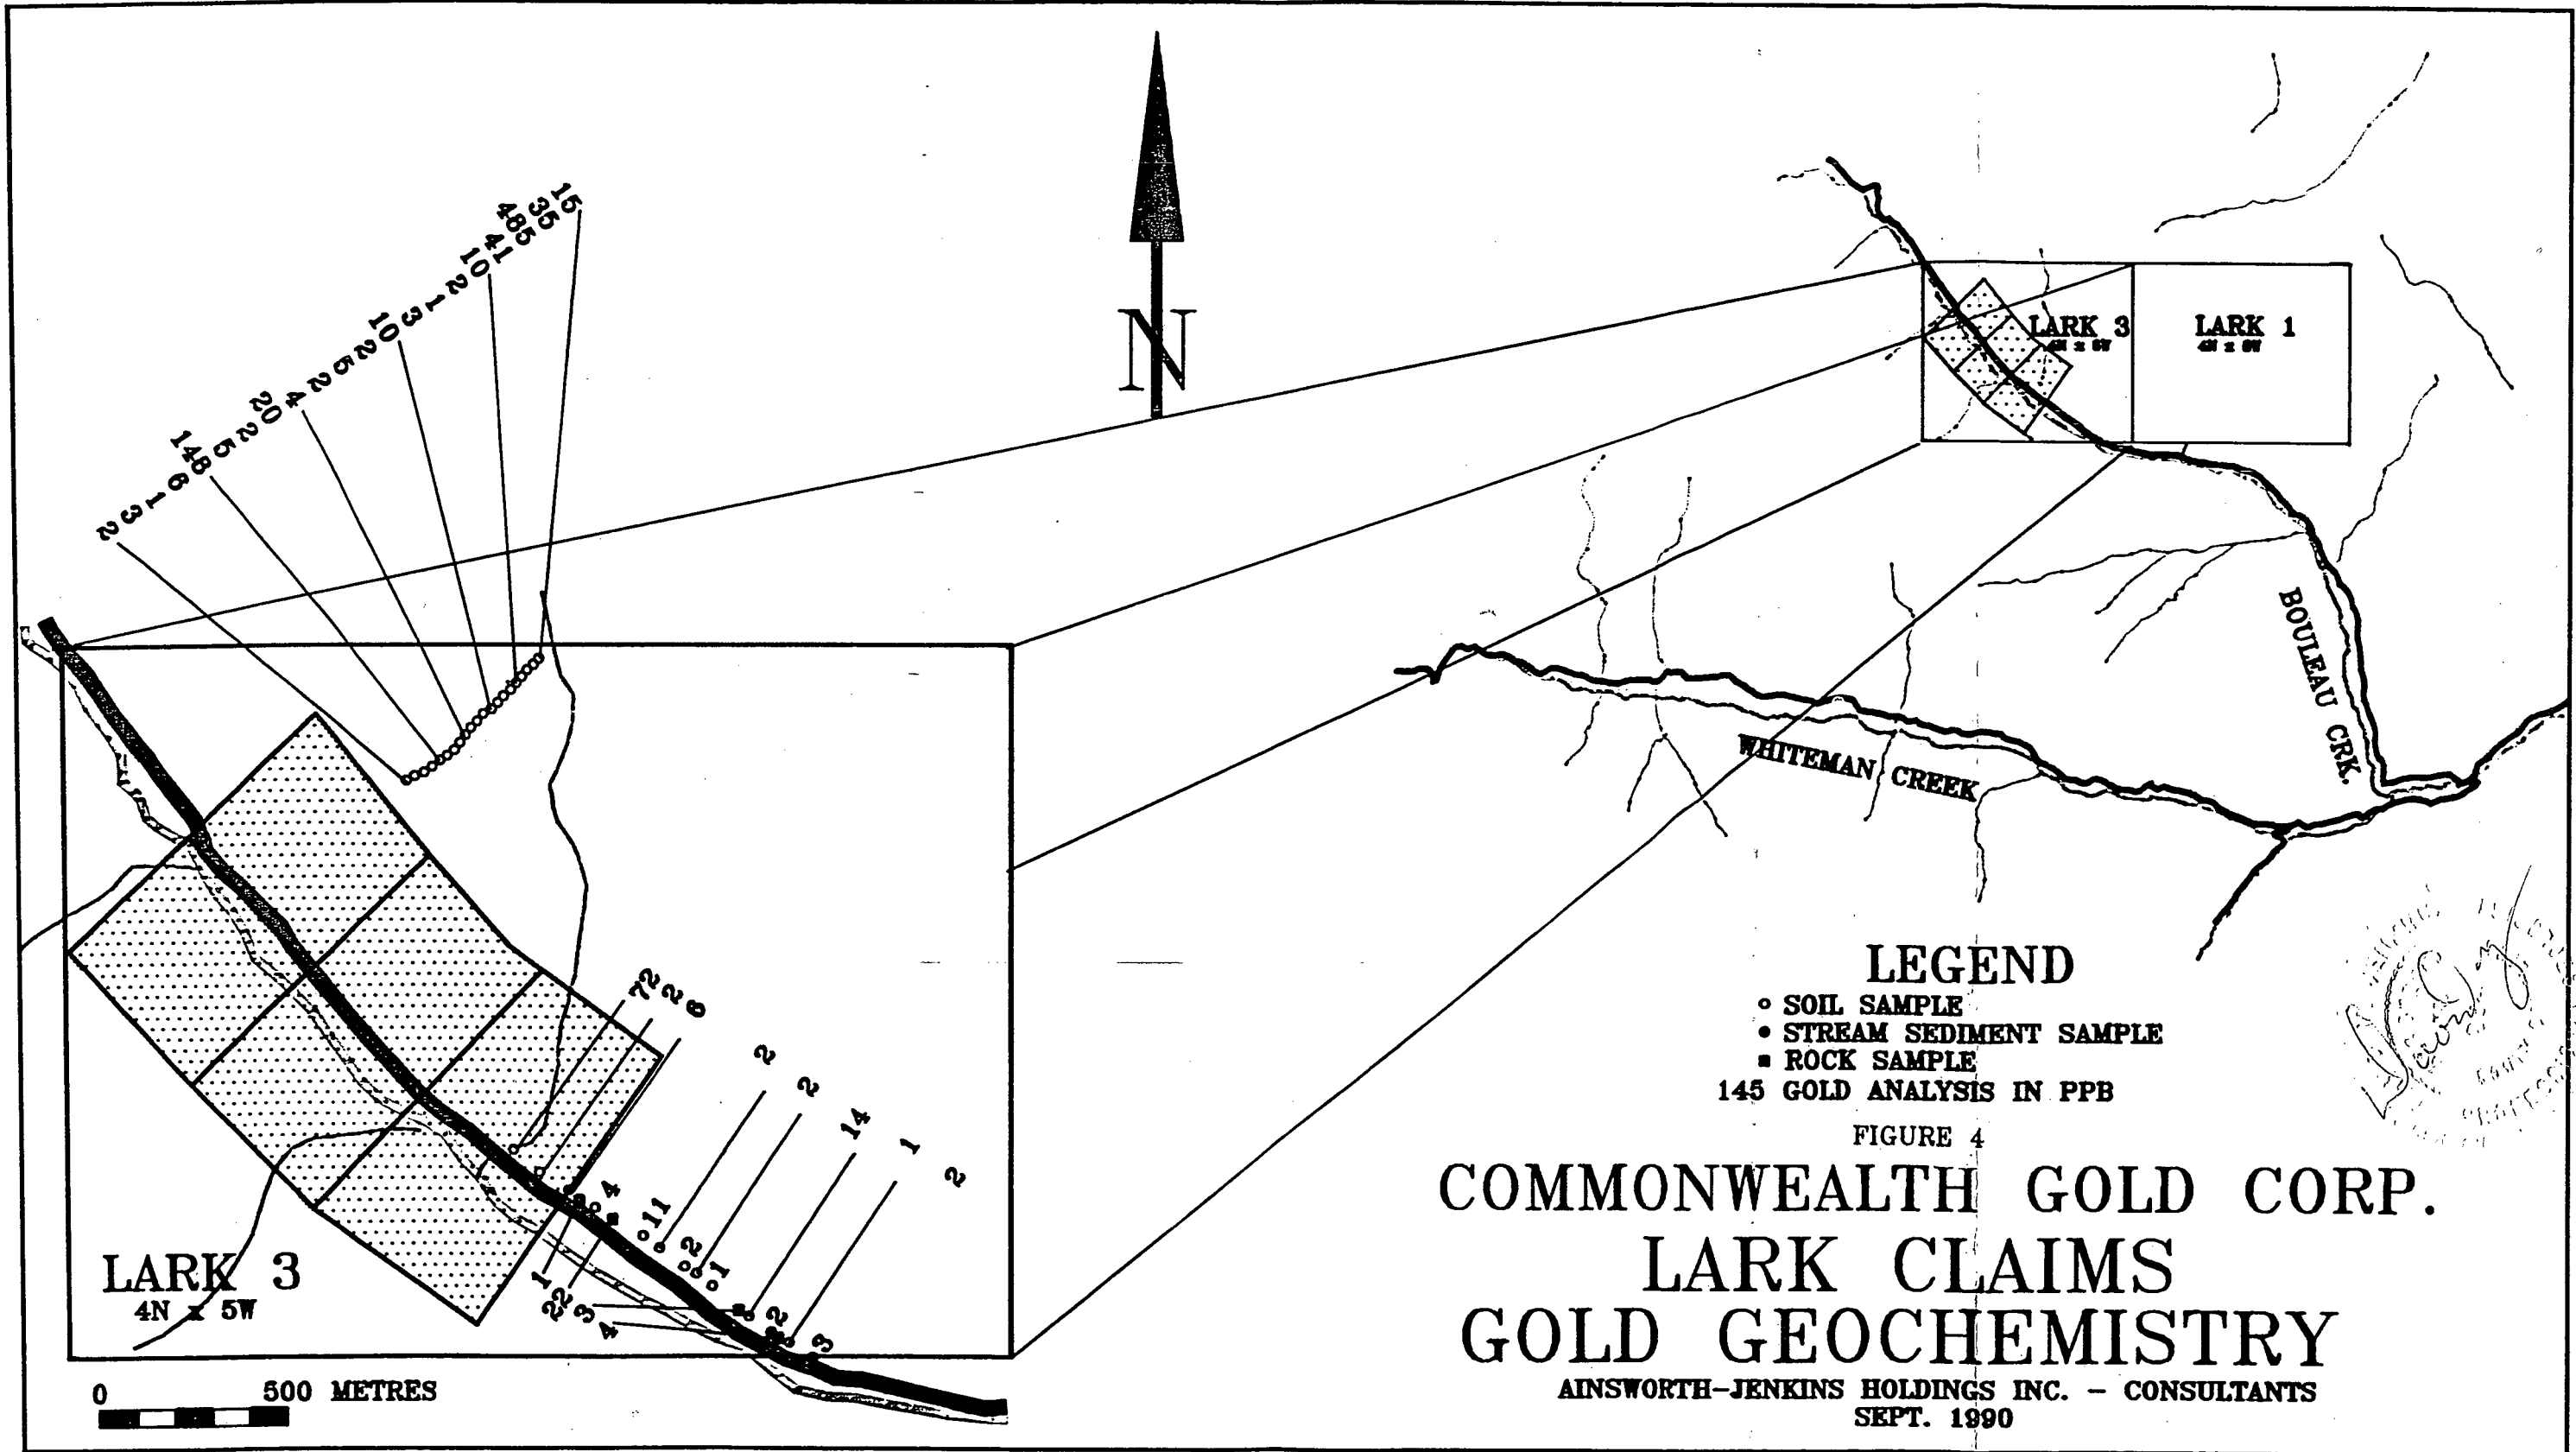 15
35
485
41
10
2
1
3
10
2
5
2
4
20
2
5
148
6
1
3
2
N
LARK 3
LARK 1
BOULEAU CRK.
WHITEMAN CREEK
72
2
6
2
2
14
1
2
4
11
2
1
2
3
1
2
2
3
4
LARK 3
4N x 5W
0 500 METRES
LEGEND
SOIL SAMPLE
STREAM SEDIMENT SAMPLE
ROCK SAMPLE
145 GOLD ANALYSIS IN PPB
FIGURE 4
COMMONWEALTH GOLD CORP.
LARK CLAIMS
GOLD GEOCHEMISTRY
AINSWORTH-JENKINS HOLDINGS INC. - CONSULTANTS
SEPT. 1990